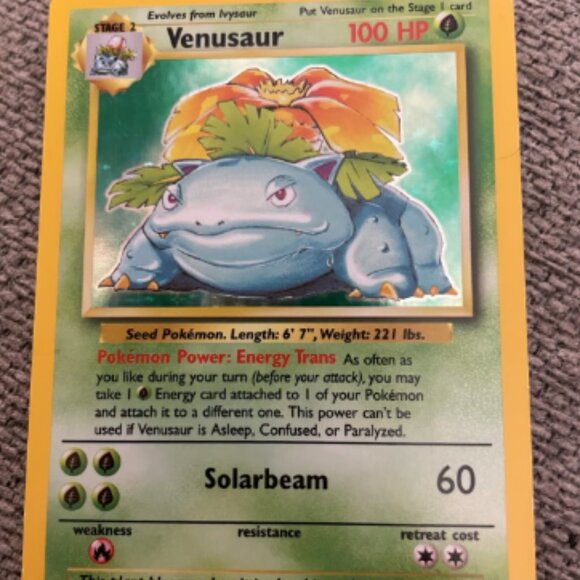 Evolves from Ivysaur Put Venusaur on the Stage 1 card
STAGE 2 Venusaur 100 HP
Seed Pokémon. Length: 6' 7", Weight: 221 lbs.
Pokémon Power: Energy Trans As often as
you like during your turn (before your attack), you may
take 1 Energy card attached to 1 of your Pokémon
and attach it to a different one. This power can't be
used if Venusaur is Asleep, Confused, or Paralyzed.
Solarbeam 60
weakness resistance retreat cost